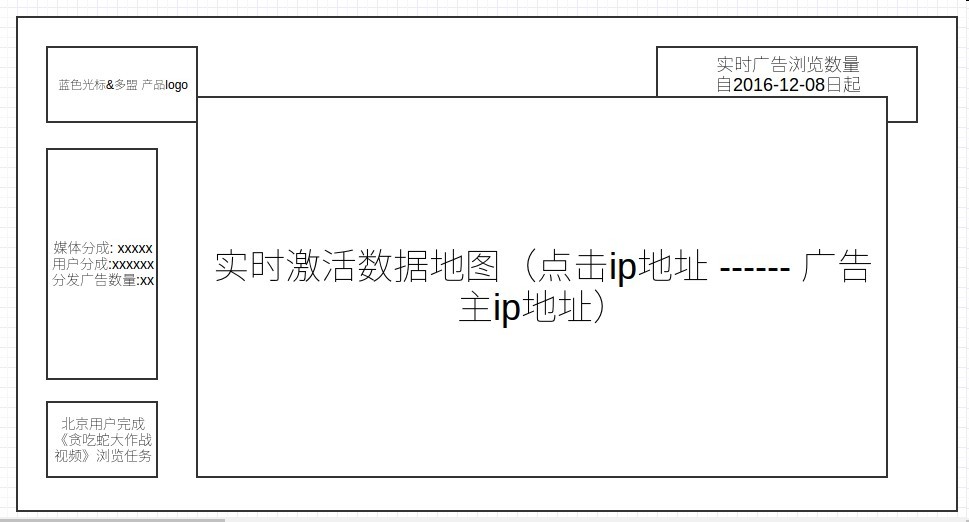 蓝色光标&多盟 产品logo
实时广告浏览数量
自2016-12-08日起
媒体分成: xxxxx
用户分成:xxxxxx
分发广告数量:xx
实时激活数据地图（点击ip地址 ------ 广告
主ip地址）
北京用户完成
《贪吃蛇大作战
视频》浏览任务